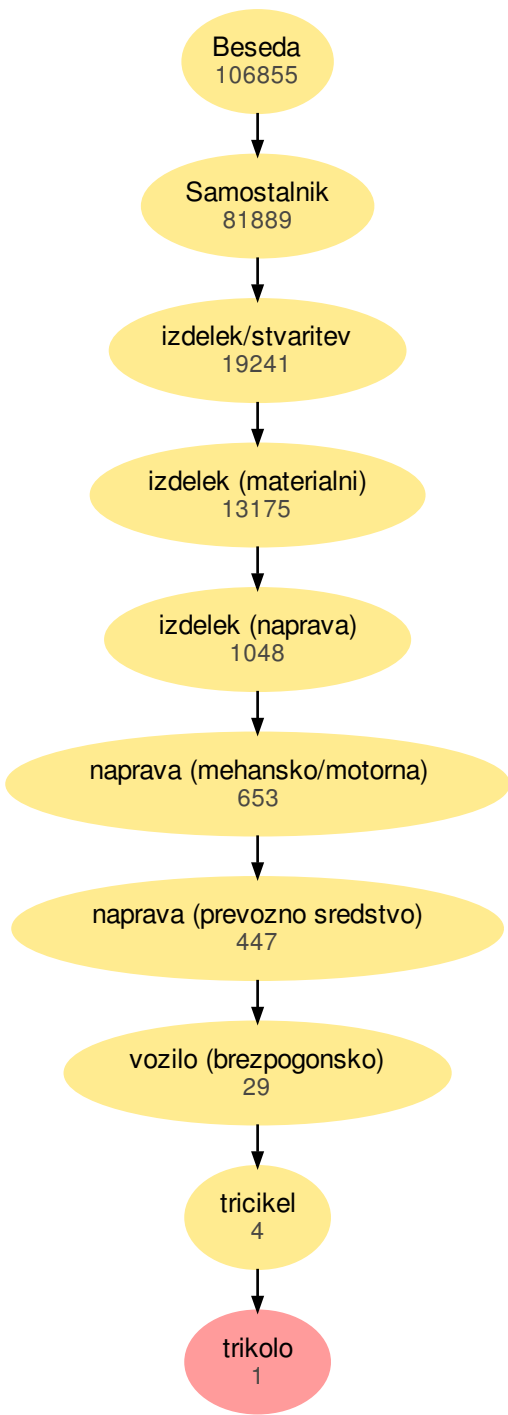 Beseda
106855
Samostalnik
81889
izdelek/stvaritev
19241
izdelek (materialni)
13175
izdelek (naprava)
1048
naprava (mehansko/motorna)
653
naprava (prevozno sredstvo)
447
vozilo (brezpogonsko)
29
tricikel
4
trikolo
1